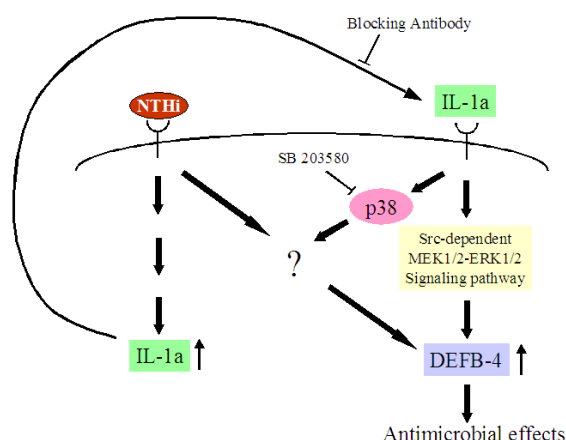 Blocking Antibody
NTHi
IL-1a
SB 203580
p38
Src-dependent
MEK1/2-ERK1/2
Signaling pathway
?
IL-1a
DEFB-4
Antimicrobial effects